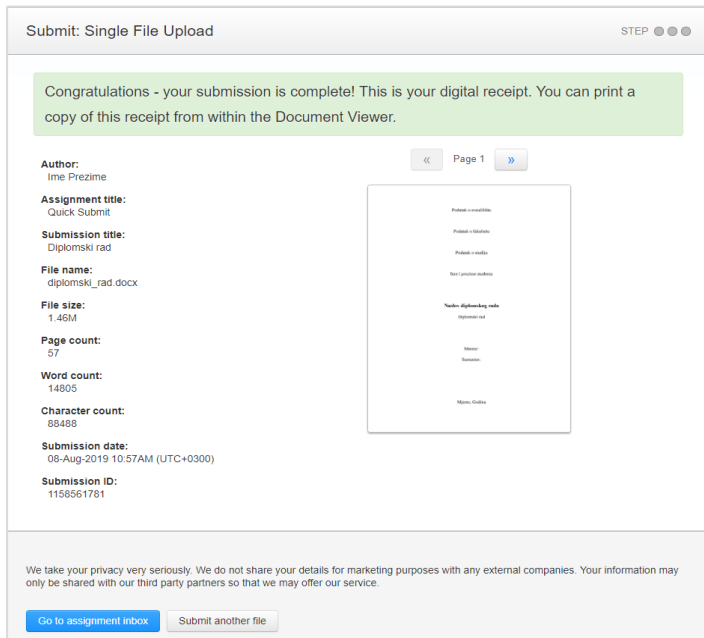 Submit: Single File Upload
STEP
Congratulations - your submission is complete! This is your digital receipt. You can print a
copy of this receipt from within the Document Viewer.
« Page 1 »
Author:
Ime Prezime
Assignment title:
Quick Submit
Submission title:
Diplomski rad
File name:
diplomski_rad.docx
File size:
1.46M
Page count:
57
Word count:
14805
Character count:
88488
Submission date:
08-Aug-2019 10:57AM (UTC+0300)
Submission ID:
1158561781
Podatak o sveučilištu
Podatak o fakultetu
Podatak o studiju
Ime i prezime studenta
Naslov diplomskog rada
Diplomski rad
Mentor:
Sumentor:
Mjesto, Godina
We take your privacy very seriously. We do not share your details for marketing purposes with any external companies. Your information may
only be shared with our third party partners so that we may offer our service.
Go to assignment inbox
Submit another file